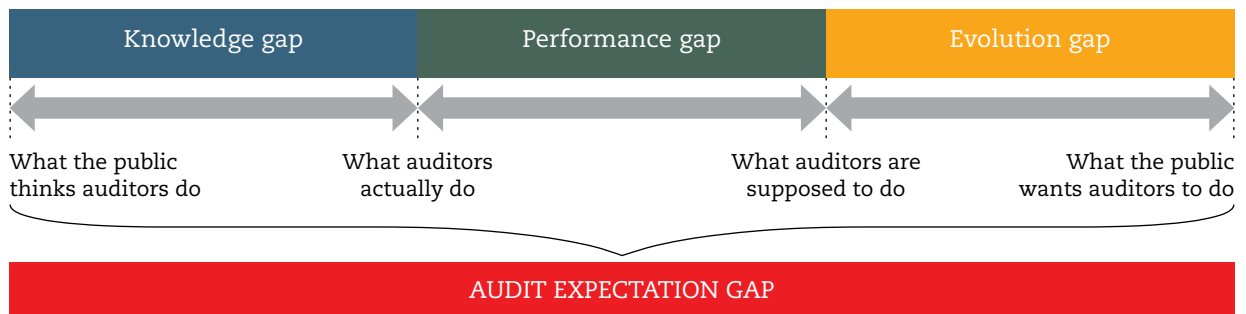 Knowledge gap
Performance gap
Evolution gap
What the public
thinks auditors do
What auditors
actually do
What auditors are
supposed to do
What the public
wants auditors to do
AUDIT EXPECTATION GAP